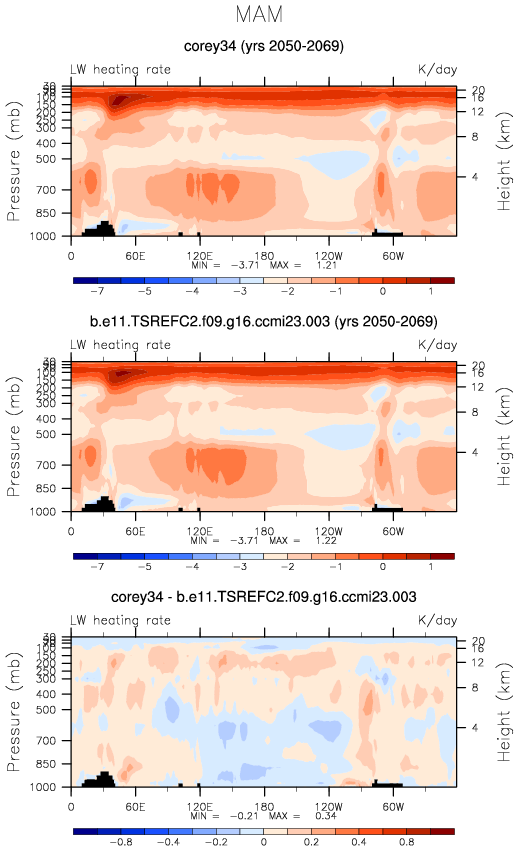 MAM
corey34 (yrs 2050-2069)
LW heating rate K/day
Pressure (mb)
30
100
150
200
250
300
400
500
700
850
1000
20
16
12
8
4
Height (km)
0 60E 120E 180 120W 60W
MIN = -3.71 MAX = 1.21
-7 -5 -4 -3 -2 -1 0 1
b.e11.TSREFC2.f09.g16.ccmi23.003 (yrs 2050-2069)
LW heating rate K/day
Pressure (mb)
30
100
150
200
250
300
400
500
700
850
1000
20
16
12
8
4
Height (km)
0 60E 120E 180 120W 60W
MIN = -3.71 MAX = 1.22
-7 -5 -4 -3 -2 -1 0 1
corey34 - b.e11.TSREFC2.f09.g16.ccmi23.003
LW heating rate K/day
Pressure (mb)
30
100
150
200
250
300
400
500
700
850
1000
20
16
12
8
4
Height (km)
0 60E 120E 180 120W 60W
MIN = -0.21 MAX = 0.34
-0.8 -0.4 -0.2 0 0.2 0.4 0.8